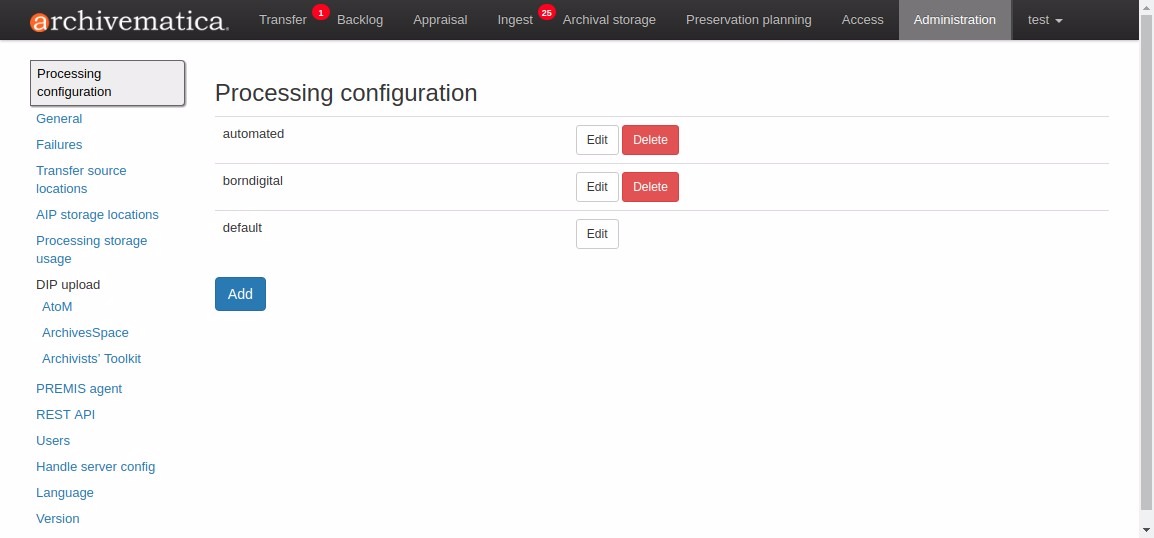 archivematica
Transfer 1 Backlog Appraisal Ingest 25 Archival storage Preservation planning Access Administration test
Processing
configuration
General
Failures
Transfer source
locations
AIP storage locations
Processing storage
usage
DIP upload
AtoM
ArchivesSpace
Archivists' Toolkit
PREMIS agent
REST API
Users
Handle server config
Language
Version
Processing configuration
automated Edit Delete
borndigital Edit Delete
default Edit
Add